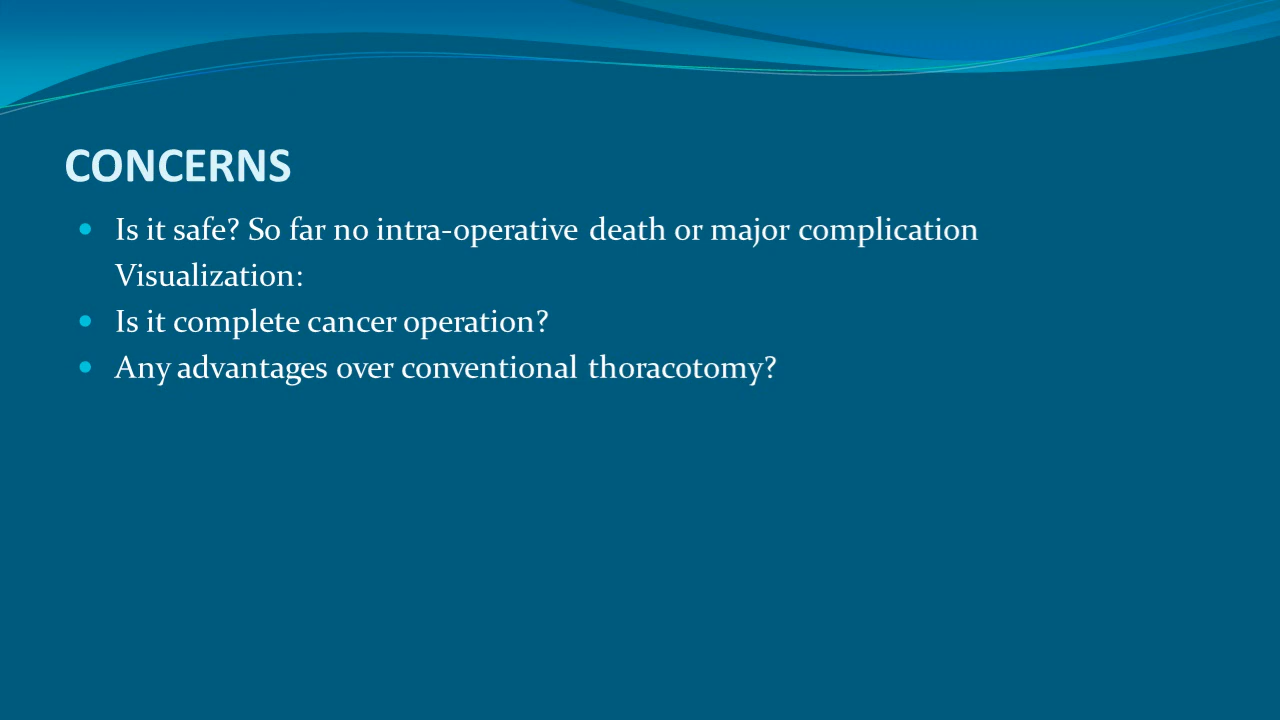 CONCERNS
Is it safe? So far no intra-operative death or major complication
Visualization:
Is it complete cancer operation?
Any advantages over conventional thoracotomy?